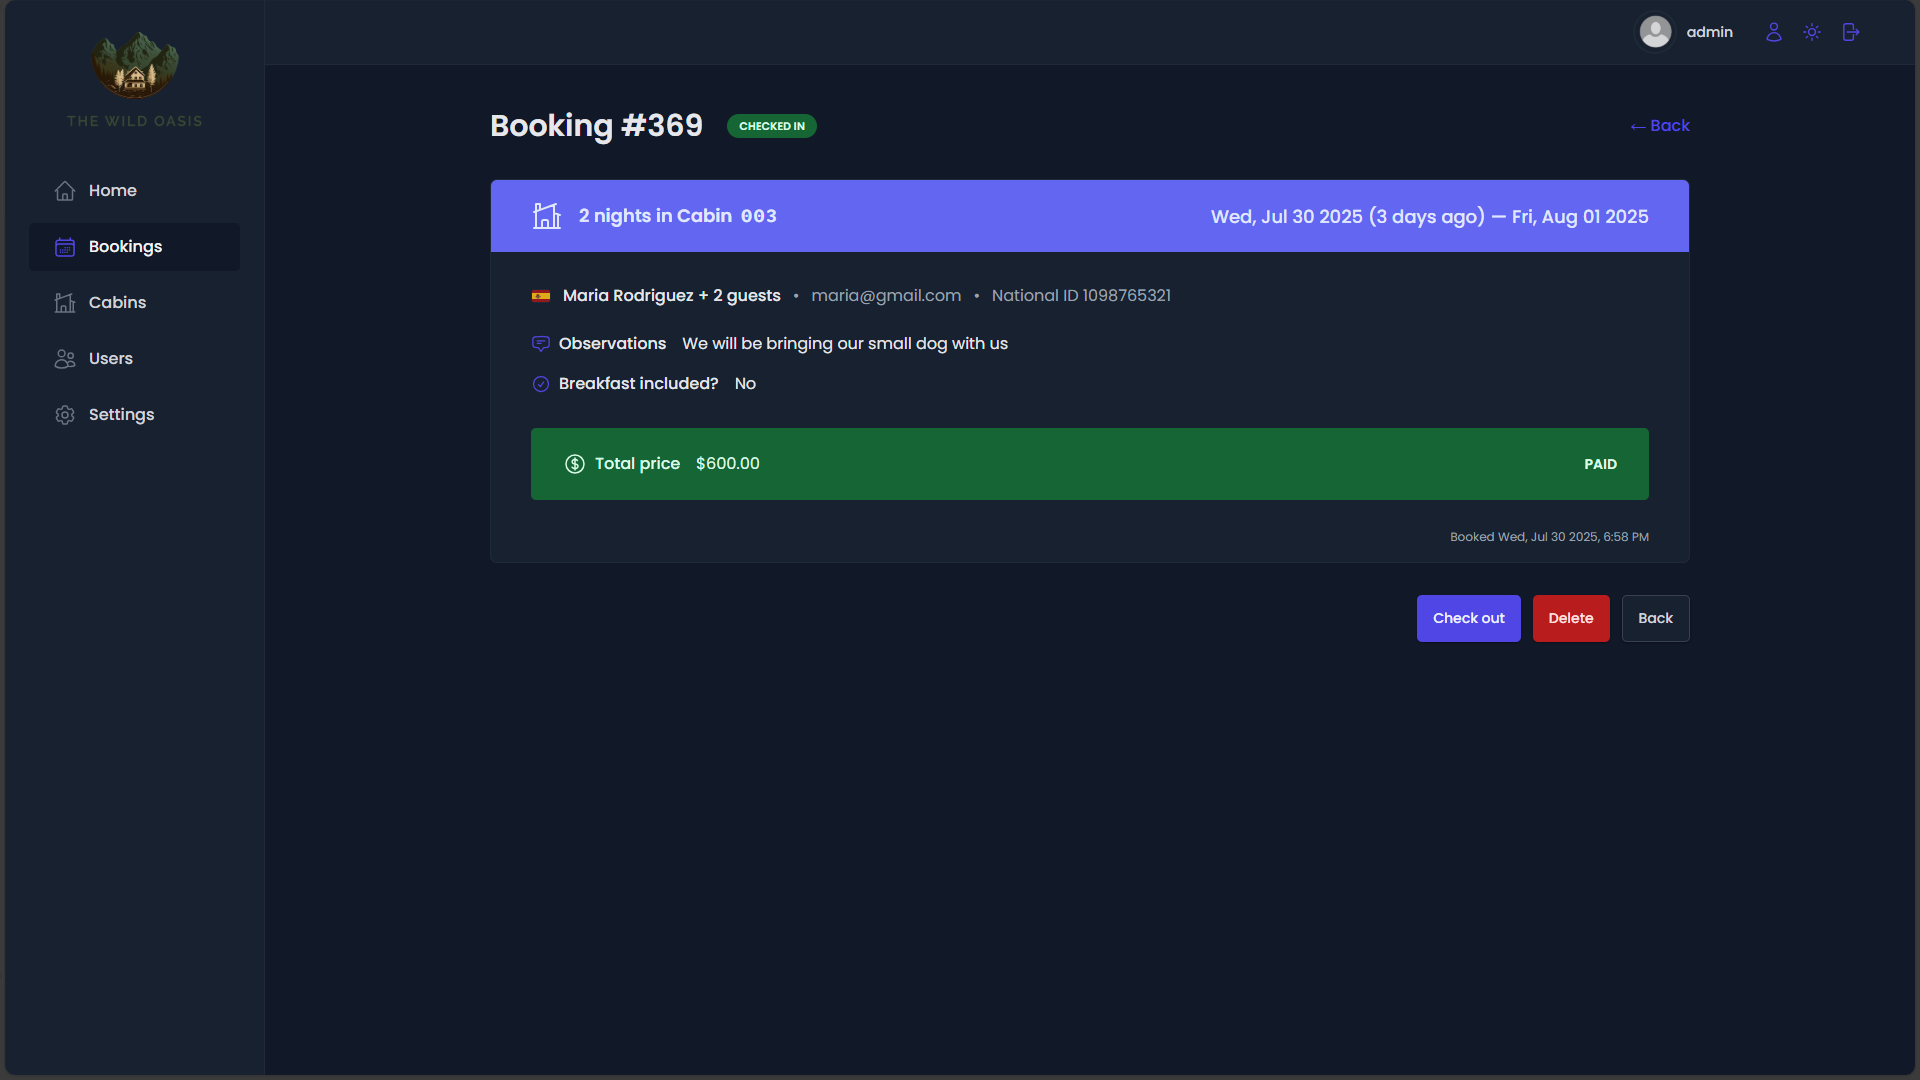 THE WILD OASIS
admin
Home
Bookings
Cabins
Users
Settings
Booking #369 CHECKED IN ← Back
2 nights in Cabin 003 Wed, Jul 30 2025 (3 days ago) — Fri, Aug 01 2025
Maria Rodriguez + 2 guests • maria@gmail.com • National ID 1098765321
Observations We will be bringing our small dog with us
Breakfast included? No
Total price $600.00 PAID
Booked Wed, Jul 30 2025, 6:58 PM
Check out Delete Back